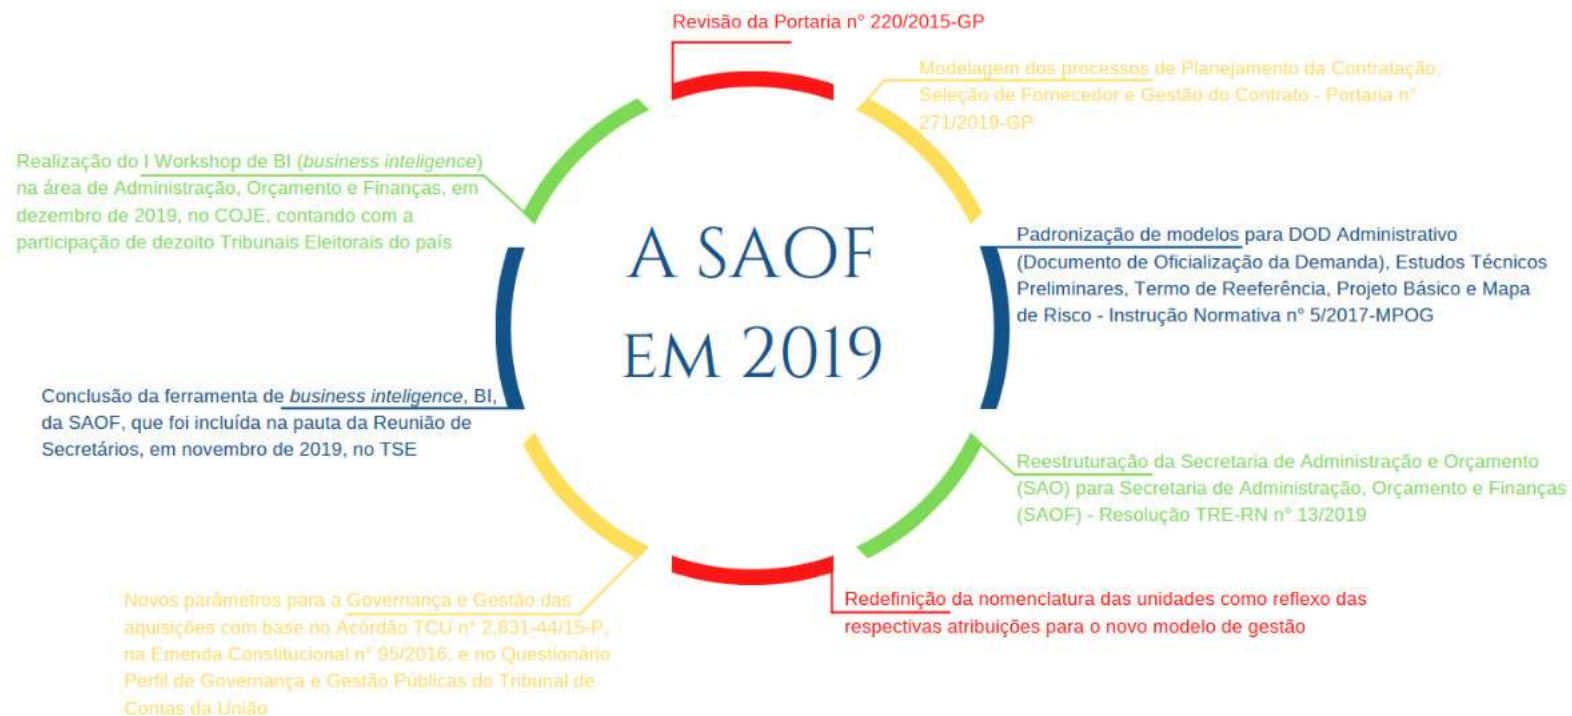 Revisão da Portaria n° 220/2015-GP
Modelagem dos processos de Planejamento da Contratação,
Seleção de Fornecedor e Gestão do Contrato - Portaria n°
271/2019-GP
Realização do I Workshop de BI (business inteligence)
na área de Administração, Orçamento e Finanças, em
dezembro de 2019, no COJE, contando com a
participação de dezoito Tribunais Eleitorais do país
A SAOF
EM 2019
Padronização de modelos para DOD Administrativo
(Documento de Oficialização da Demanda), Estudos Técnicos
Preliminares, Termo de Reeferência, Projeto Básico e Mapa
de Risco - Instrução Normativa n° 5/2017-MPOG
Conclusão da ferramenta de business inteligence, BI,
da SAOF, que foi incluída na pauta da Reunião de
Secretários, em novembro de 2019, no TSE
Reestruturação da Secretaria de Administração e Orçamento
(SAO) para Secretaria de Administração, Orçamento e Finanças
(SAOF) - Resolução TRE-RN n° 13/2019
Novos parâmetros para a Governança e Gestão das
aquisições com base no Acórdão TCU n° 2.831-44/15-P,
na Emenda Constitucional n° 95/2016, e no Questionário
Perfil de Governança e Gestão Públicas do Tribunal de
Contas da União
Redefinição da nomenclatura das unidades como reflexo das
respectivas atribuições para o novo modelo de gestão